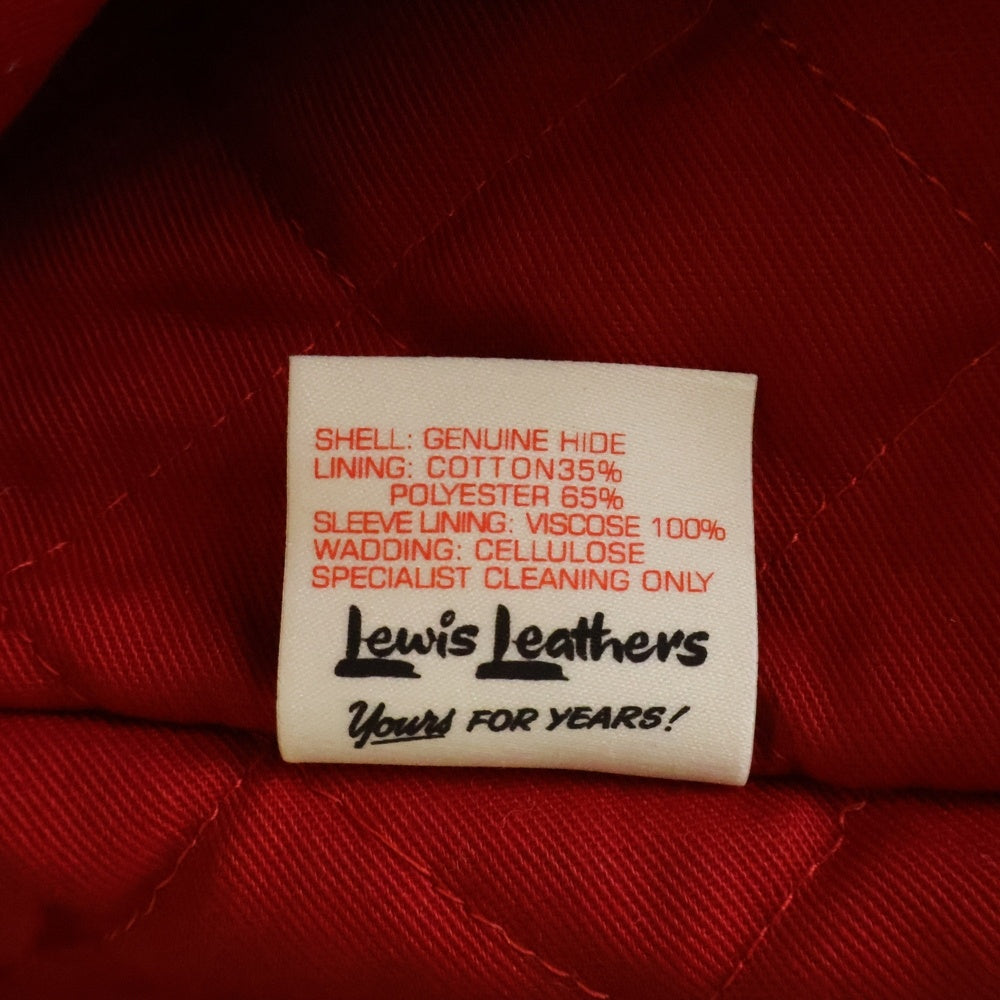 SHELL: GENUINE HIDE
LINING: COTTON35%
POLYESTER 65%
SLEEVE LINING: VISCOSE 100%
WADDING: CELLULOSE
SPECIALIST CLEANING ONLY
Lewis Leathers
Yours FOR YEARS!